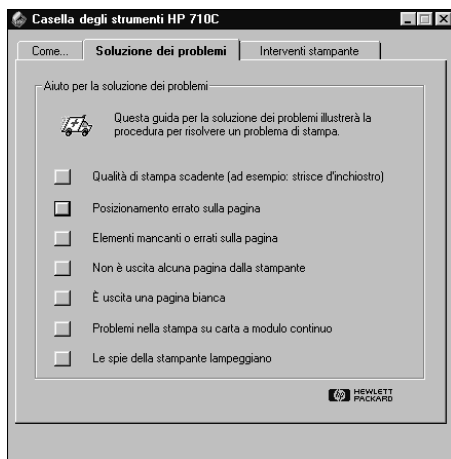 Casella degli strumenti HP 710C
Come... Soluzione dei problemi Interventi stampante
Aiuto per la soluzione dei problemi
Questa guida per la soluzione dei problemi illustrerà la
procedura per risolvere un problema di stampa.
Qualità di stampa scadente (ad esempio: strisce d'inchiostro)
Posizionamento errato sulla pagina
Elementi mancanti o errati sulla pagina
Non è uscita alcuna pagina dalla stampante
È uscita una pagina bianca
Problemi nella stampa su carta a modulo continuo
Le spie della stampante lampeggiano
hp HEWLETT
PACKARD